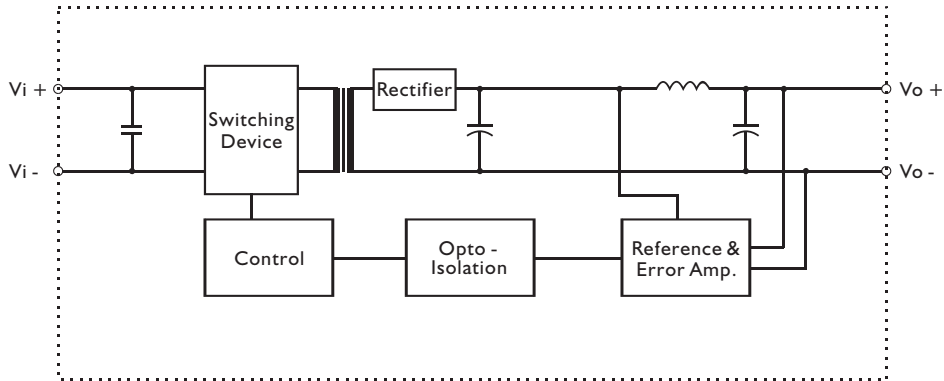 Vi +
Switching
Device
Rectifier
Vo +
Vi -
Vo -
Control
Opto -
Isolation
Reference &
Error Amp.